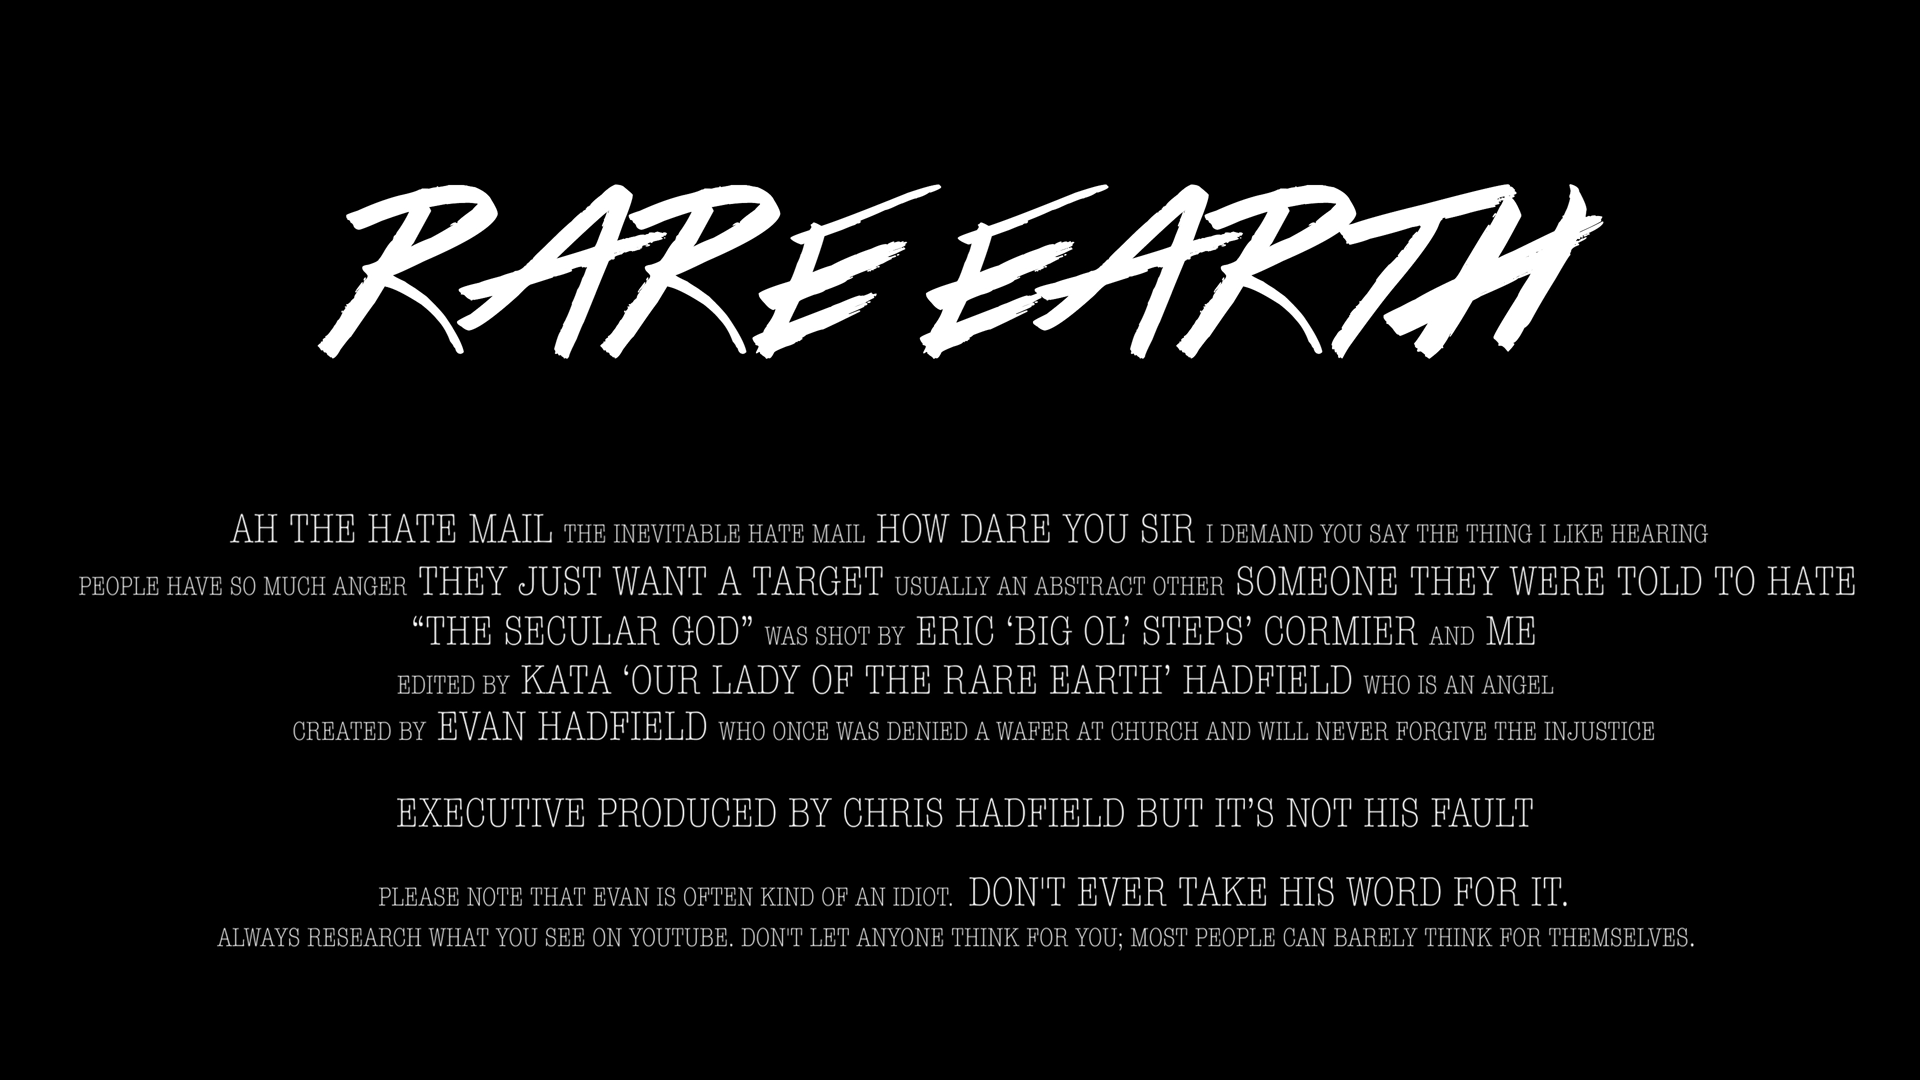 RARE EARTH
AH THE HATE MAIL THE INEVITABLE HATE MAIL HOW DARE YOU SIR I DEMAND YOU SAY THE THING I LIKE HEARING
PEOPLE HAVE SO MUCH ANGER THEY JUST WANT A TARGET USUALLY AN ABSTRACT OTHER SOMEONE THEY WERE TOLD TO HATE
“THE SECULAR GOD” WAS SHOT BY ERIC ‘BIG OL’ STEPS’ CORMIER AND ME
EDITED BY KATA ‘OUR LADY OF THE RARE EARTH’ HADFIELD WHO IS AN ANGEL
CREATED BY EVAN HADFIELD WHO ONCE WAS DENIED A WAFER AT CHURCH AND WILL NEVER FORGIVE THE INJUSTICE
EXECUTIVE PRODUCED BY CHRIS HADFIELD BUT IT’S NOT HIS FAULT
PLEASE NOTE THAT EVAN IS OFTEN KIND OF AN IDIOT. DON'T EVER TAKE HIS WORD FOR IT.
ALWAYS RESEARCH WHAT YOU SEE ON YOUTUBE. DON'T LET ANYONE THINK FOR YOU; MOST PEOPLE CAN BARELY THINK FOR THEMSELVES.